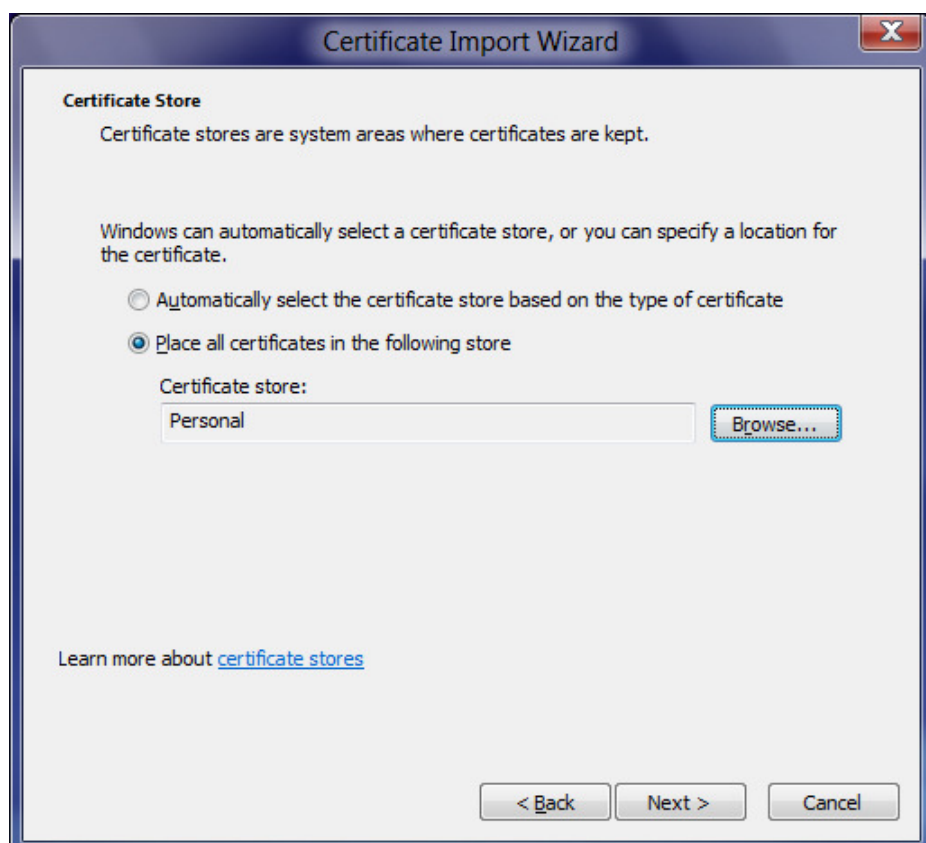 Certificate Import Wizard
Certificate Store
Certificate stores are system areas where certificates are kept.
Windows can automatically select a certificate store, or you can specify a location for
the certificate.
Automatically select the certificate store based on the type of certificate
Place all certificates in the following store
Certificate store:
Personal
Browse...
Learn more about certificate stores
< Back Next > Cancel